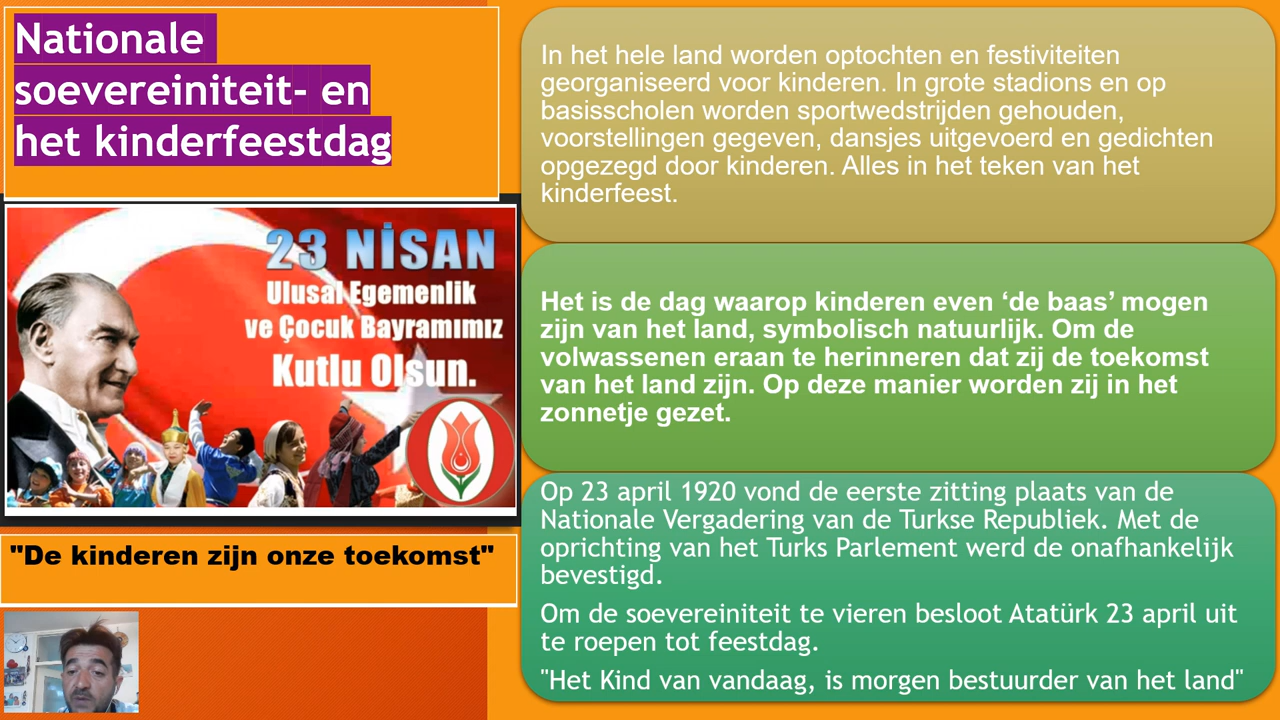 Nationale
soevereiniteit- en
het kinderfeestdag
23 NİSAN
Ulusal Egemenlik
ve Çocuk Bayramımız
Kutlu Olsun.
"De kinderen zijn onze toekomst"
In het hele land worden optochten en festiviteiten
georganiseerd voor kinderen. In grote stadions en op
basisscholen worden sportwedstrijden gehouden,
voorstellingen gegeven, dansjes uitgevoerd en gedichten
opgezegd door kinderen. Alles in het teken van het
kinderfeest.
Het is de dag waarop kinderen even ‘de baas’ mogen
zijn van het land, symbolisch natuurlijk. Om de
volwassenen eraan te herinneren dat zij de toekomst
van het land zijn. Op deze manier worden zij in het
zonnetje gezet.
Op 23 april 1920 vond de eerste zitting plaats van de
Nationale Vergadering van de Turkse Republiek. Met de
oprichting van het Turks Parlement werd de onafhankelijk
bevestigd.
Om de soevereiniteit te vieren besloot Atatürk 23 april uit
te roepen tot feestdag.
"Het Kind van vandaag, is morgen bestuurder van het land"